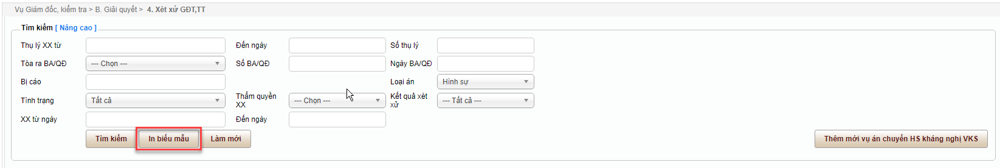 Vụ Giám đốc, kiểm tra > B. Giải quyết > 4. Xét xử GĐT,TT
Tìm kiếm [ Nâng cao ]
Thụ lý XX từ Đến ngày Số thụ lý
Tòa ra BA/QĐ --- Chọn --- Số BA/QĐ Ngày BA/QĐ
Bị cáo Loại án Hình sự
Tình trạng Tất cả Thẩm quyền XX --- Chọn --- Kết quả xét xử --- Tất cả ---
XX từ ngày Đến ngày
Tìm kiếm In biểu mẫu Làm mới Thêm mới vụ án chuyển HS kháng nghị VKS